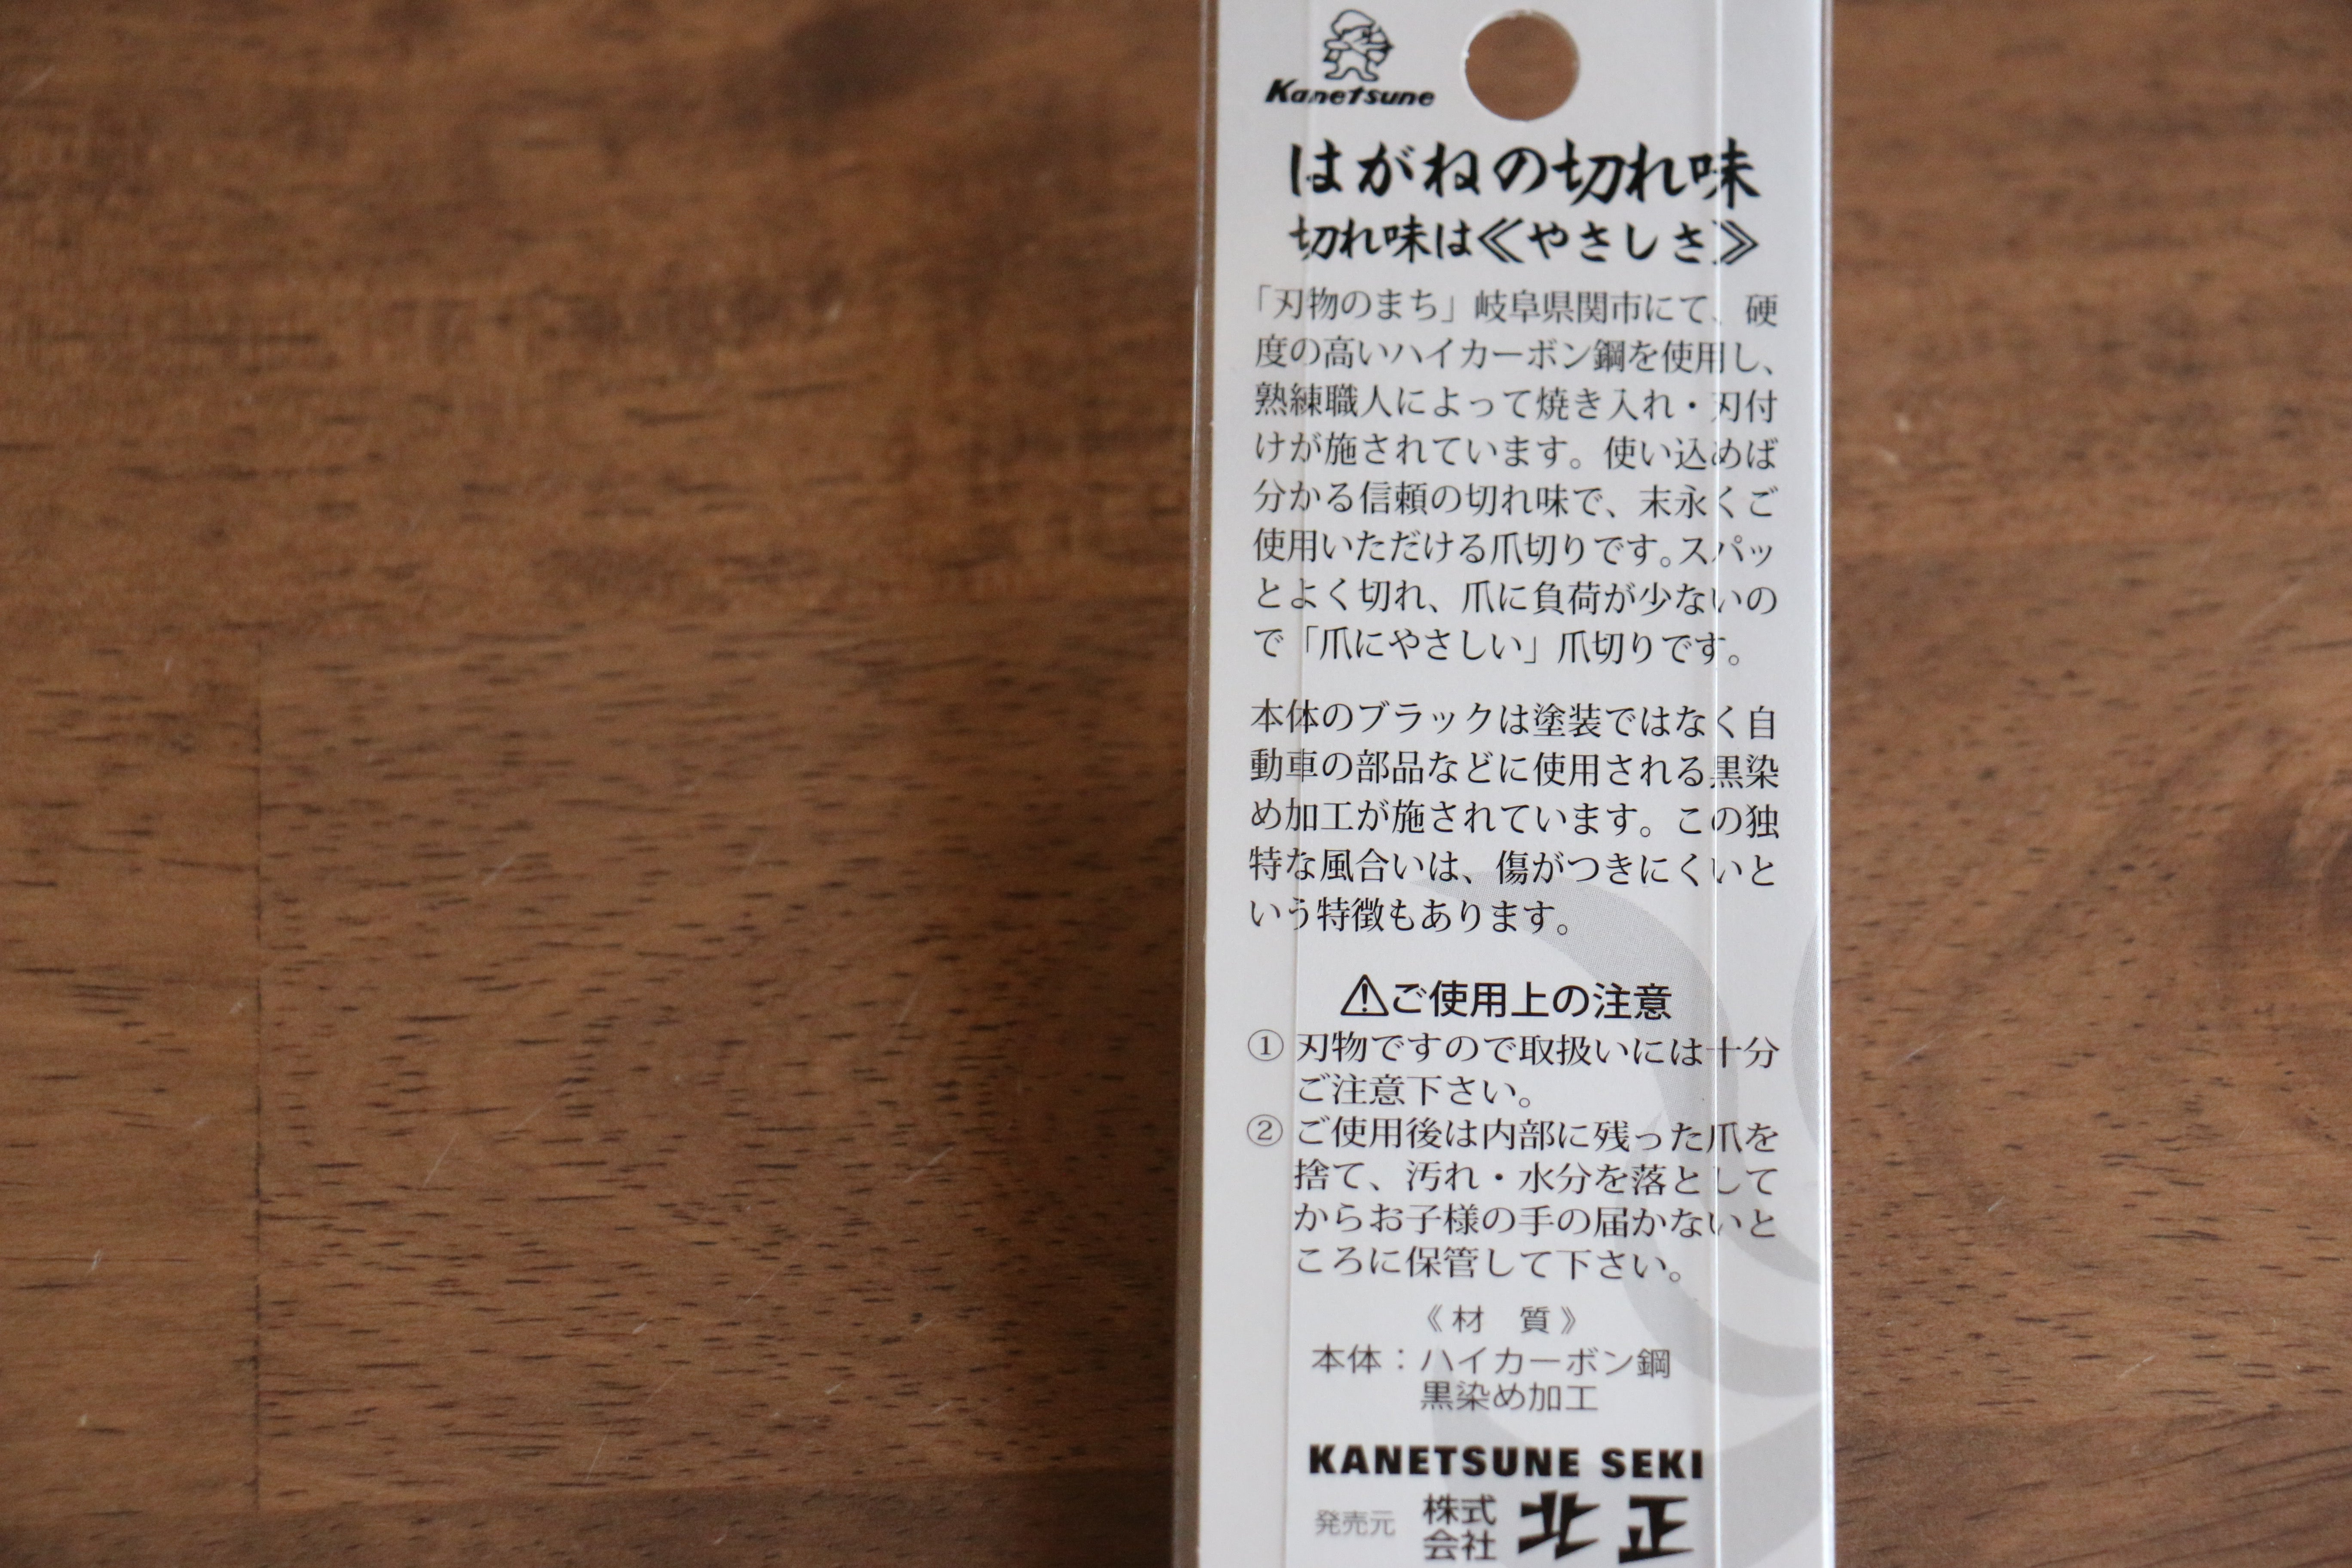 Kanetsune
はがねの切れ味
切れ味は≪やさしさ≫
「刃物のまち」岐阜県関市にて、硬
度の高いハイカーボン鋼を使用し、
熟練職人によって焼き入れ・刃付
けが施されています。使い込めば
分かる信頼の切れ味で、末永くご
使用いただける爪切りです。スパッ
とよく切れ、爪に負荷が少ないの
で「爪にやさしい」爪切りです。
本体のブラックは塗装ではなく自
動車の部品などに使用される黒染
め加工が施されています。この独
特な風合いは、傷がつきにくいと
いう特徴もあります。
⚠ご使用上の注意
① 刃物ですので取扱いには十分
ご注意下さい。
② ご使用後は内部に残った爪を
捨て、汚れ・水分を落として
からお子様の手の届かないと
ころに保管して下さい。
《材 質》
本体：ハイカーボン鋼
黒染め加工
KANETSUNE SEKI
発売元 株式会社 北正